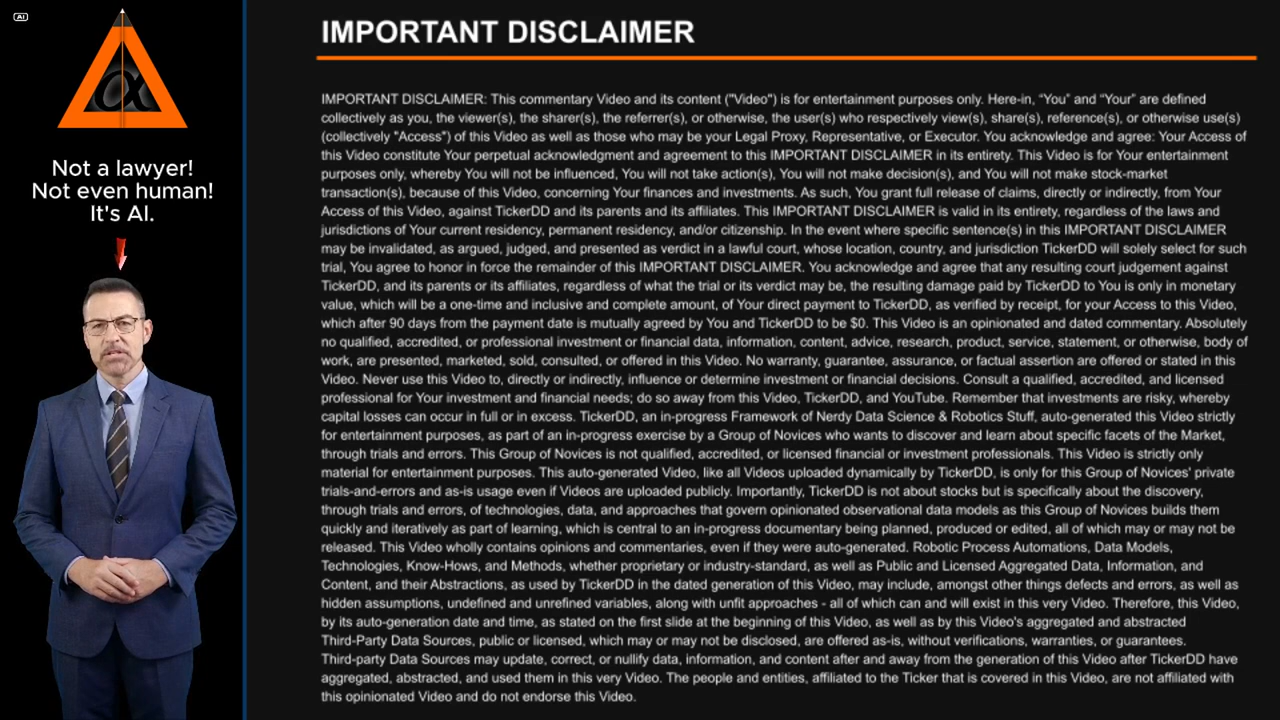 AI
α
Not a lawyer!
Not even human!
It's AI.
IMPORTANT DISCLAIMER
IMPORTANT DISCLAIMER: This commentary Video and its content ("Video") is for entertainment purposes only. Here-in, “You” and “Your” are defined
collectively as you, the viewer(s), the sharer(s), the referrer(s), or otherwise, the user(s) who respectively view(s), share(s), reference(s), or otherwise use(s)
(collectively "Access") of this Video as well as those who may be your Legal Proxy, Representative, or Executor. You acknowledge and agree: Your Access of
this Video constitute Your perpetual acknowledgment and agreement to this IMPORTANT DISCLAIMER in its entirety. This Video is for Your entertainment
purposes only, whereby You will not be influenced, You will not take action(s), You will not make decision(s), and You will not make stock-market
transaction(s), because of this Video, concerning Your finances and investments. As such, You grant full release of claims, directly or indirectly, from Your
Access of this Video, against TickerDD and its parents and its affiliates. This IMPORTANT DISCLAIMER is valid in its entirety, regardless of the laws and
jurisdictions of Your current residency, permanent residency, and/or citizenship. In the event where specific sentence(s) in this IMPORTANT DISCLAIMER
may be invalidated, as argued, judged, and presented as verdict in a lawful court, whose location, country, and jurisdiction TickerDD will solely select for such
trial, You agree to honor in force the remainder of this IMPORTANT DISCLAIMER. You acknowledge and agree that any resulting court judgement against
TickerDD, and its parents or its affiliates, regardless of what the trial or its verdict may be, the resulting damage paid by TickerDD to You is only in monetary
value, which will be a one-time and inclusive and complete amount, of Your direct payment to TickerDD, as verified by receipt, for your Access to this Video,
which after 90 days from the payment date is mutually agreed by You and TickerDD to be $0. This Video is an opinionated and dated commentary. Absolutely
no qualified, accredited, or professional investment or financial data, information, content, advice, research, product, service, statement, or otherwise, body of
work, are presented, marketed, sold, consulted, or offered in this Video. No warranty, guarantee, assurance, or factual assertion are offered or stated in this
Video. Never use this Video to, directly or indirectly, influence or determine investment or financial decisions. Consult a qualified, accredited, and licensed
professional for Your investment and financial needs; do so away from this Video, TickerDD, and YouTube. Remember that investments are risky, whereby
capital losses can occur in full or in excess. TickerDD, an in-progress Framework of Nerdy Data Science & Robotics Stuff, auto-generated this Video strictly
for entertainment purposes, as part of an in-progress exercise by a Group of Novices who wants to discover and learn about specific facets of the Market,
through trials and errors. This Group of Novices is not qualified, accredited, or licensed financial or investment professionals. This Video is strictly only
material for entertainment purposes. This auto-generated Video, like all Videos uploaded dynamically by TickerDD, is only for this Group of Novices' private
trials-and-errors and as-is usage even if Videos are uploaded publicly. Importantly, TickerDD is not about stocks but is specifically about the discovery,
through trials and errors, of technologies, data, and approaches that govern opinionated observational data models as this Group of Novices builds them
quickly and iteratively as part of learning, which is central to an in-progress documentary being planned, produced or edited, all of which may or may not be
released. This Video wholly contains opinions and commentaries, even if they were auto-generated. Robotic Process Automations, Data Models,
Technologies, Know-Hows, and Methods, whether proprietary or industry-standard, as well as Public and Licensed Aggregated Data, Information, and
Content, and their Abstractions, as used by TickerDD in the dated generation of this Video, may include, amongst other things defects and errors, as well as
hidden assumptions, undefined and unrefined variables, along with unfit approaches - all of which can and will exist in this very Video. Therefore, this Video,
by its auto-generation date and time, as stated on the first slide at the beginning of this Video, as well as by this Video's aggregated and abstracted
Third-Party Data Sources, public or licensed, which may or may not be disclosed, are offered as-is, without verifications, warranties, or guarantees.
Third-party Data Sources may update, correct, or nullify data, information, and content after and away from the generation of this Video after TickerDD have
aggregated, abstracted, and used them in this very Video. The people and entities, affiliated to the Ticker that is covered in this Video, are not affiliated with
this opinionated Video and do not endorse this Video.